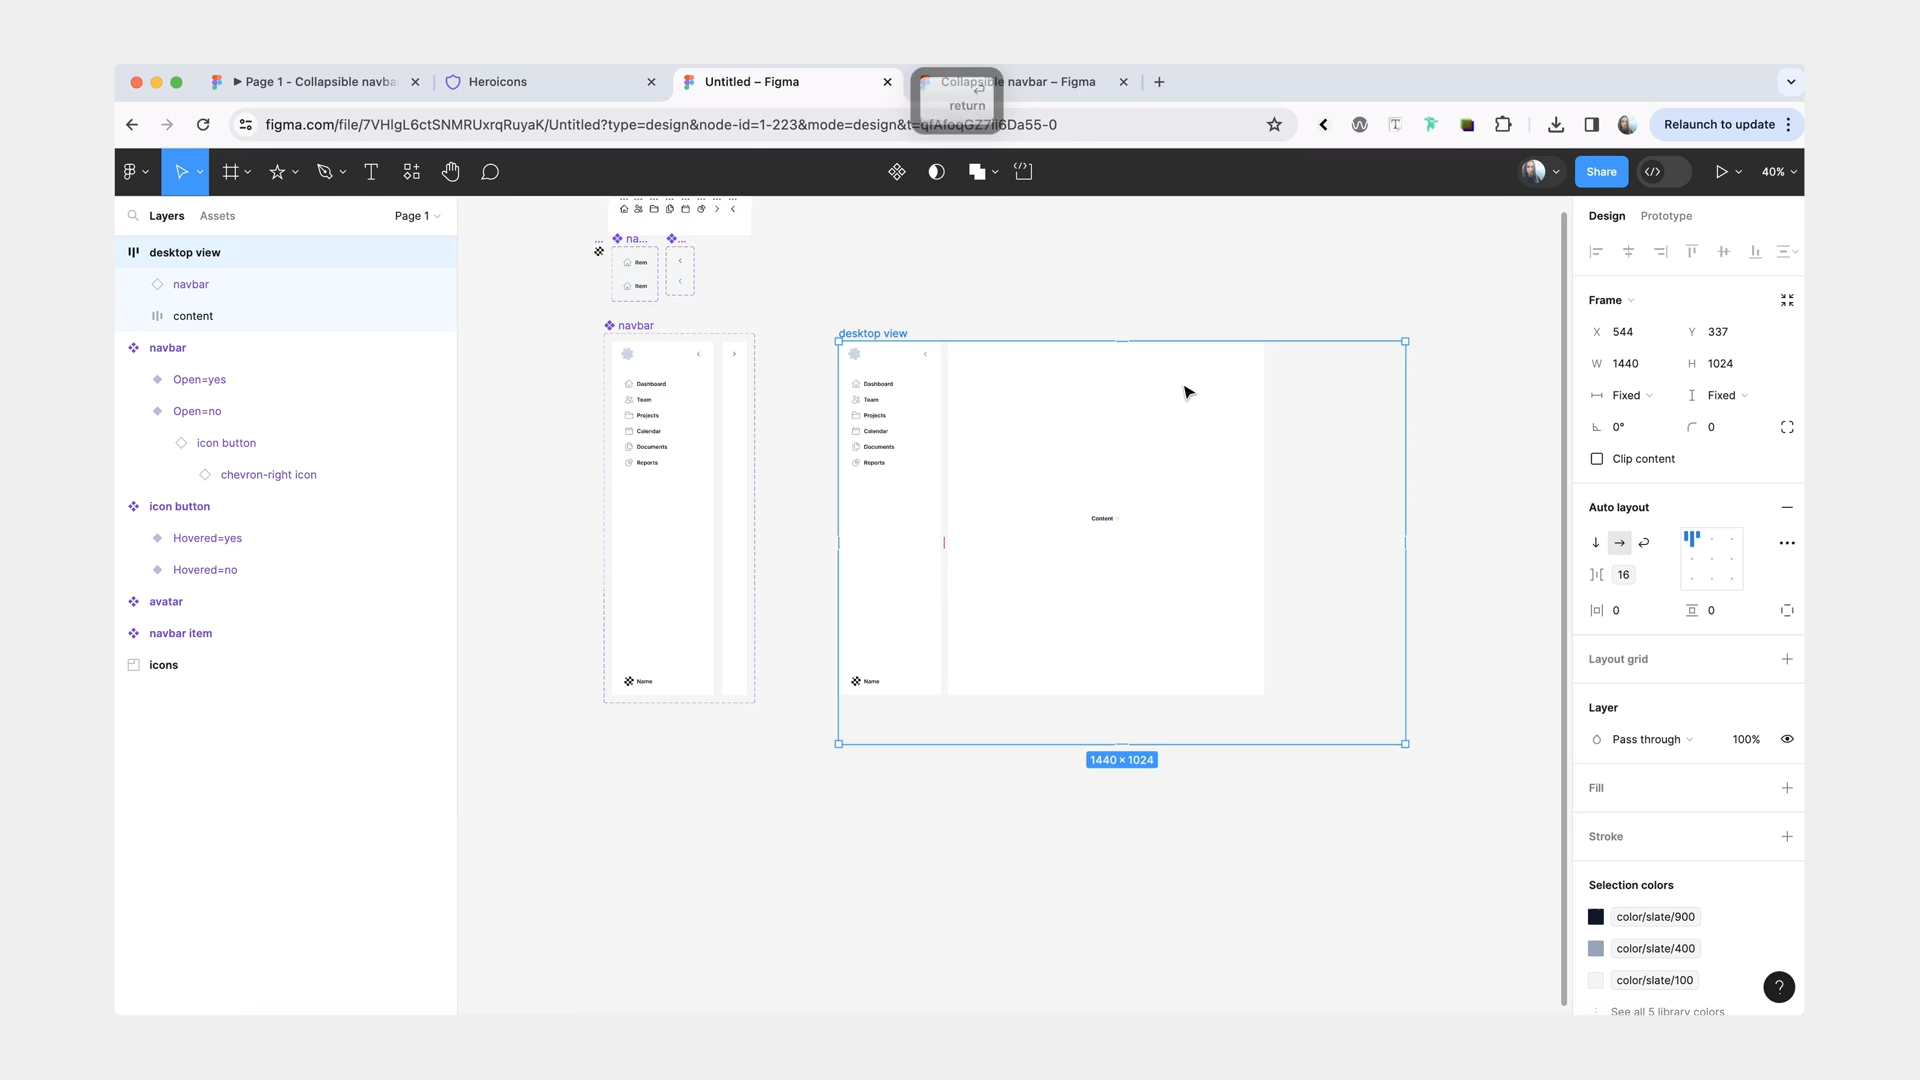 Page 1 - Collapsible navba
Heroicons
Untitled – Figma
Collapsible navbar – Figma
return
figma.com/file/7VHlgL6ctSNMRUxrqRuyaK/Untitled?type=design&node-id=1-223&mode=design&t=qfAfoqGZ7Ii6Da55-0
Relaunch to update
Share
40%
Layers
Assets
Page 1
desktop view
navbar
content
navbar
Open=yes
Open=no
icon button
chevron-right icon
icon button
Hovered=yes
Hovered=no
avatar
navbar item
icons
...
na...
...
Item
Item
navbar
Dashboard
Team
Projects
Calendar
Documents
Reports
Name
desktop view
Dashboard
Team
Projects
Calendar
Documents
Reports
Content
Name
1440 × 1024
Design
Prototype
Frame
X 544
Y 337
W 1440
H 1024
Fixed
Fixed
0°
0
Clip content
Auto layout
16
0
0
Layout grid
Layer
Pass through
100%
Fill
Stroke
Selection colors
color/slate/900
color/slate/400
color/slate/100
See all 5 library colors
?